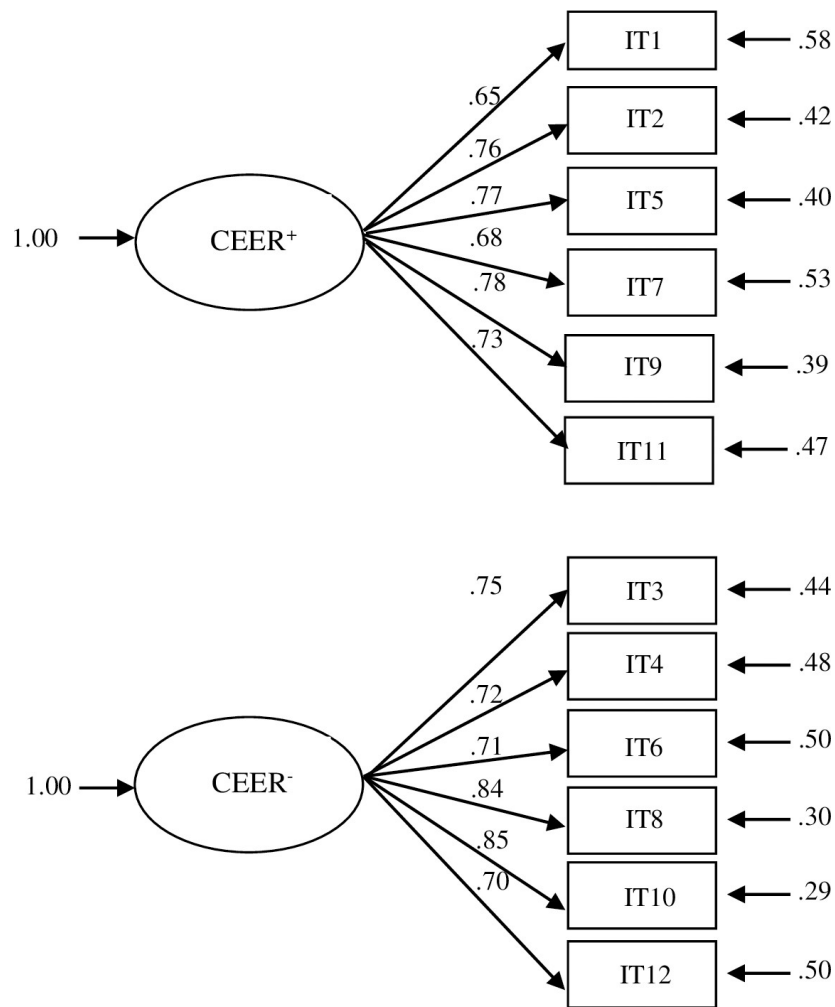 IT1
.58
.65
IT2
.42
.76
IT5
.40
.77
1.00
CEER⁺
.68
IT7
.53
.78
.73
IT9
.39
IT11
.47
.75
IT3
.44
.72
IT4
.48
.71
IT6
.50
1.00
CEER⁻
.84
IT8
.30
.85
.70
IT10
.29
IT12
.50